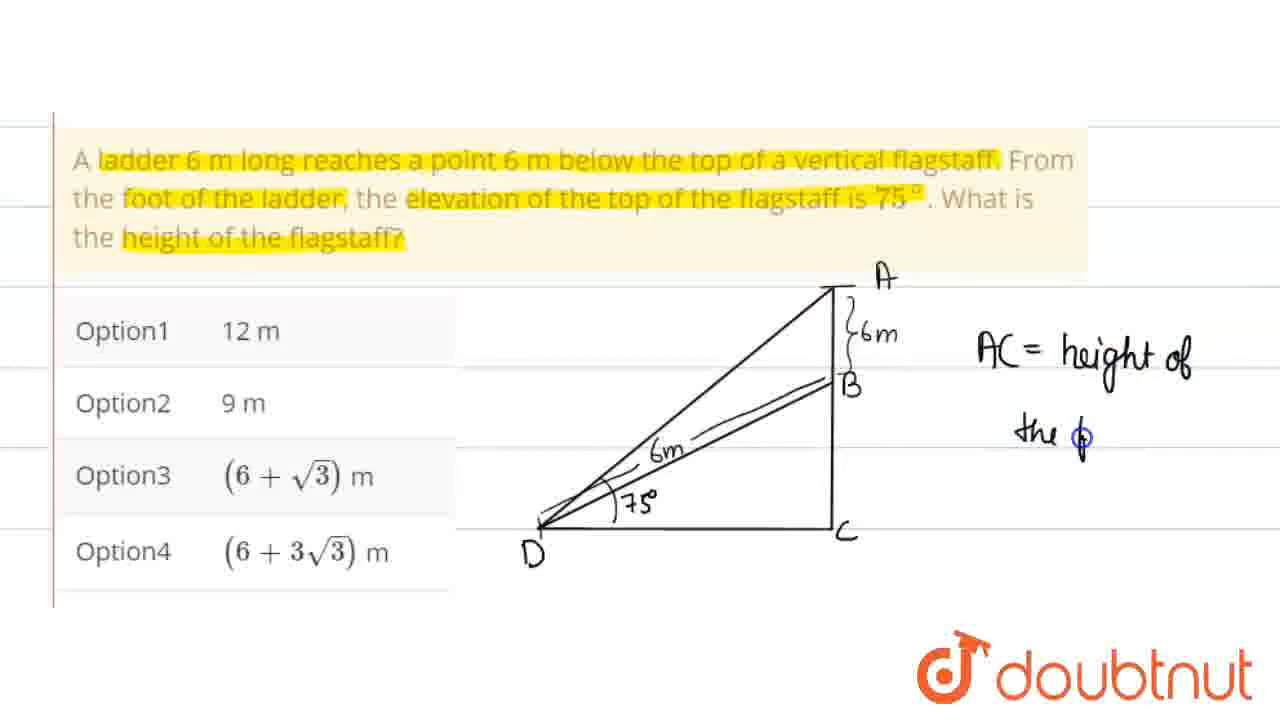 A ladder 6 m long reaches a point 6 m below the top of a vertical flagstaff. From
the foot of the ladder, the elevation of the top of the flagstaff is 75°. What is
the height of the flagstaff?
Option1 12 m
Option2 9 m
Option3 (6 + √3) m
Option4 (6 + 3√3) m
A
6m
B
6m
75°
D
C
AC = height of
the
doubtnut